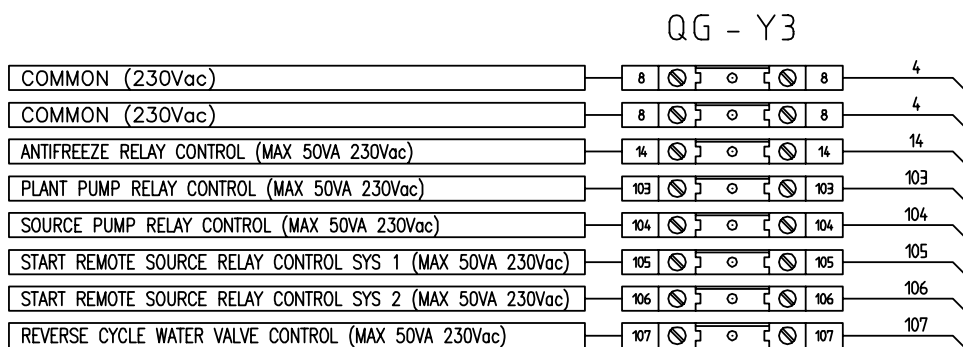 QG - Y3
COMMON (230Vac) 8 8 4
COMMON (230Vac) 8 8 4
ANTIFREEZE RELAY CONTROL (MAX 50VA 230Vac) 14 14 14
PLANT PUMP RELAY CONTROL (MAX 50VA 230Vac) 103 103 103
SOURCE PUMP RELAY CONTROL (MAX 50VA 230Vac) 104 104 104
START REMOTE SOURCE RELAY CONTROL SYS 1 (MAX 50VA 230Vac) 105 105 105
START REMOTE SOURCE RELAY CONTROL SYS 2 (MAX 50VA 230Vac) 106 106 106
REVERSE CYCLE WATER VALVE CONTROL (MAX 50VA 230Vac) 107 107 107